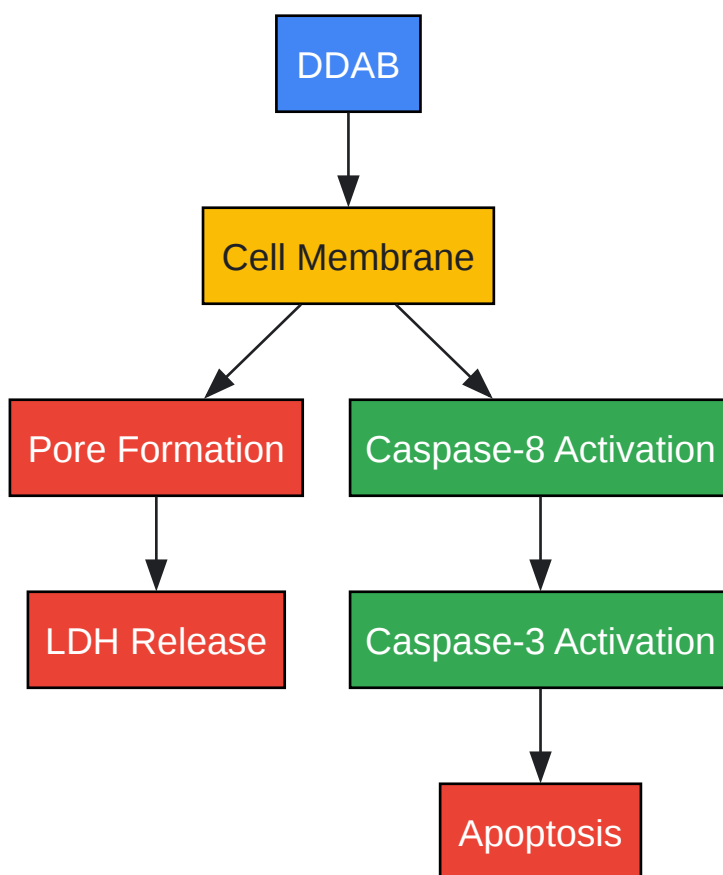 DDAB
Cell Membrane
Pore Formation
Caspase-8 Activation
LDH Release
Caspase-3 Activation
Apoptosis